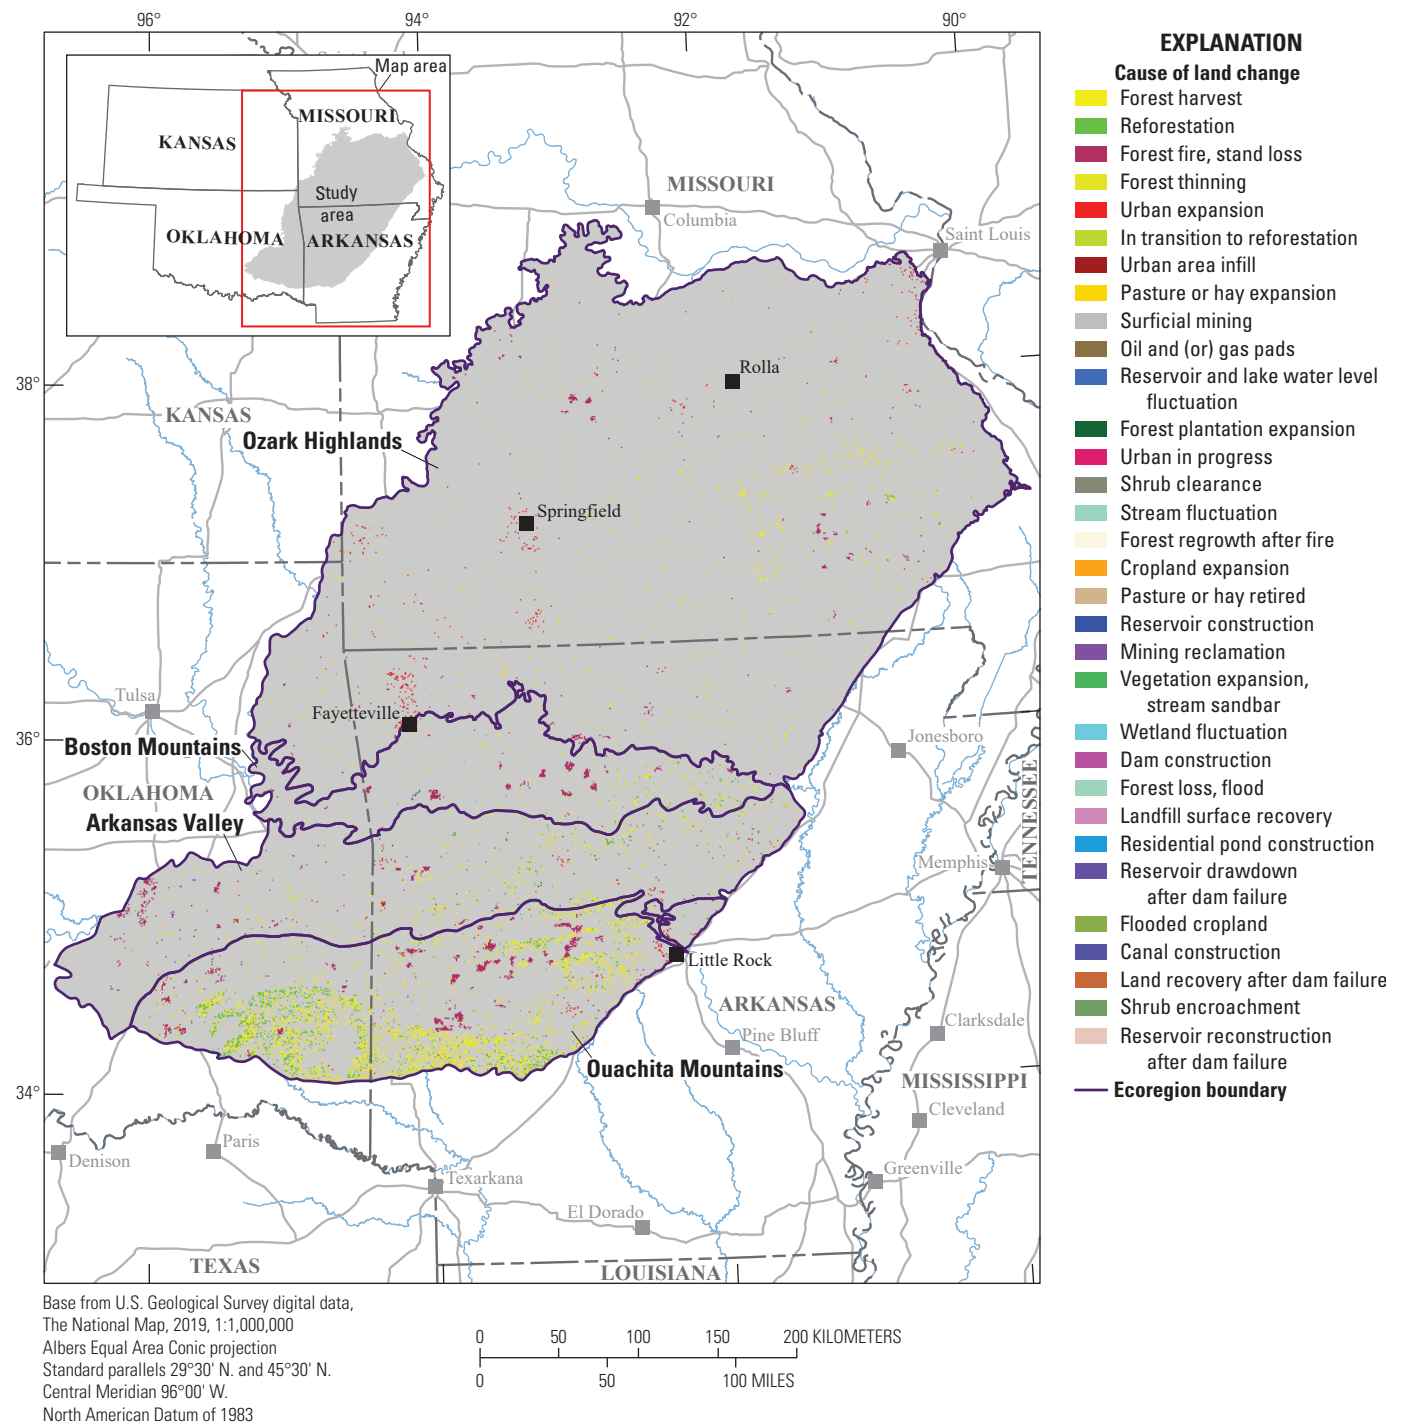 96°
94°
92°
90°
Map area
MISSOURI
KANSAS
Study
area
OKLAHOMA
ARKANSAS
MISSOURI
Columbia
Saint Louis
Rolla
38°
KANSAS
Ozark Highlands
Springfield
Tulsa
Fayetteville
36°
Boston Mountains
Jonesboro
OKLAHOMA
Arkansas Valley
TENNESSEE
Memphis
Little Rock
ARKANSAS
Clarksdale
Pine Bluff
Ouachita Mountains
MISSISSIPPI
34°
Cleveland
Paris
Denison
Greenville
Texarkana
El Dorado
TEXAS
LOUISIANA
EXPLANATION
Cause of land change
Forest harvest
Reforestation
Forest fire, stand loss
Forest thinning
Urban expansion
In transition to reforestation
Urban area infill
Pasture or hay expansion
Surficial mining
Oil and (or) gas pads
Reservoir and lake water level
fluctuation
Forest plantation expansion
Urban in progress
Shrub clearance
Stream fluctuation
Forest regrowth after fire
Cropland expansion
Pasture or hay retired
Reservoir construction
Mining reclamation
Vegetation expansion,
stream sandbar
Wetland fluctuation
Dam construction
Forest loss, flood
Landfill surface recovery
Residential pond construction
Reservoir drawdown
after dam failure
Flooded cropland
Canal construction
Land recovery after dam failure
Shrub encroachment
Reservoir reconstruction
after dam failure
Ecoregion boundary
Base from U.S. Geological Survey digital data,
The National Map, 2019, 1:1,000,000
Albers Equal Area Conic projection
Standard parallels 29°30' N. and 45°30' N.
Central Meridian 96°00' W.
North American Datum of 1983
0 50 100 150 200 KILOMETERS
0 50 100 MILES